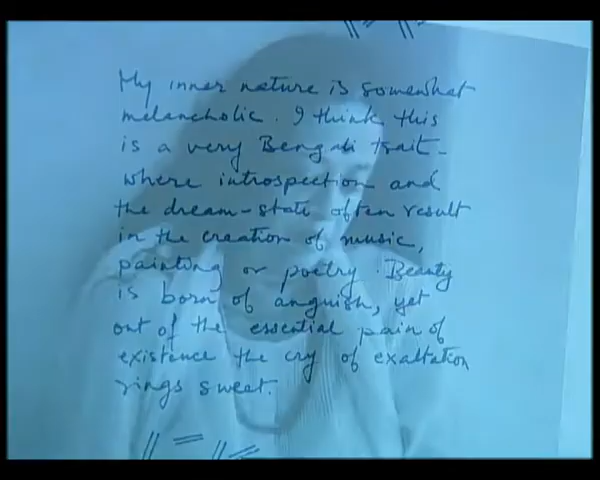 My inner nature is somewhat
melancholic. I think this
is a very Bengali trait -
where introspection and
the dream-state often result
in the creation of music,
painting or poetry. Beauty
is born of anguish, yet
out of the essential pain of
existence the cry of exaltation
rings sweet.